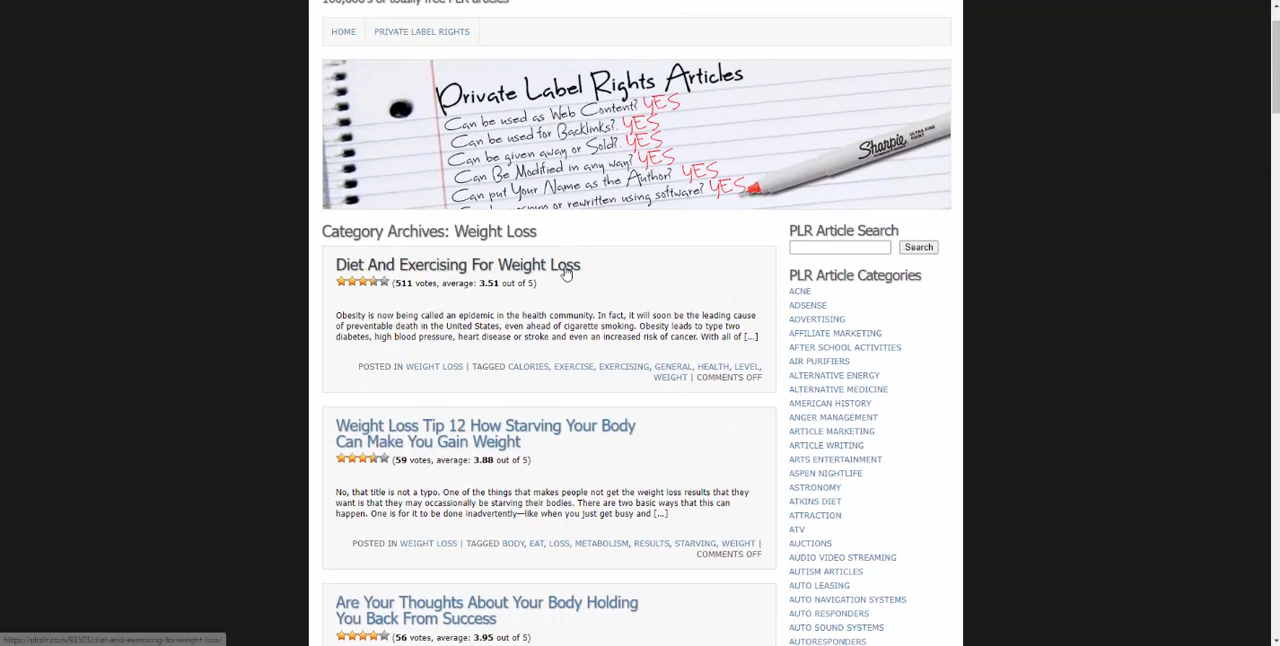 100,000's of totally free PLR articles
HOME
PRIVATE LABEL RIGHTS
Private Label Rights Articles
Can be used as Web Content? YES
Can be used for Backlinks?. YES
Can be given away or Sold?. YES
Can Be Modified in any way? YES
Can put Your Name as the Author? YES
rewritten using software? YES
Sharpie
ULTRA FINE
POINT
Category Archives: Weight Loss
Diet And Exercising For Weight Loss
(511 votes, average: 3.51 out of 5)
Obesity is now being called an epidemic in the health community. In fact, it will soon be the leading cause
of preventable death in the United States, even ahead of cigarette smoking. Obesity leads to type two
diabetes, high blood pressure, heart disease or stroke and even an increased risk of cancer. With all of [...]
POSTED IN WEIGHT LOSS | TAGGED CALORIES, EXERCISE, EXERCISING, GENERAL, HEALTH, LEVEL,
WEIGHT | COMMENTS OFF
Weight Loss Tip 12 How Starving Your Body
Can Make You Gain Weight
(59 votes, average: 3.88 out of 5)
No, that title is not a typo. One of the things that makes people not get the weight loss results that they
want is that they may occassionally be starving their bodies. There are two basic ways that this can
happen. One is for it to be done inadvertently—like when you just get busy and [...]
POSTED IN WEIGHT LOSS | TAGGED BODY, EAT, LOSS, METABOLISM, RESULTS, STARVING, WEIGHT |
COMMENTS OFF
Are Your Thoughts About Your Body Holding
You Back From Success
(56 votes, average: 3.95 out of 5)
PLR Article Search
Search
PLR Article Categories
ACNE
ADSENSE
ADVERTISING
AFFILIATE MARKETING
AFTER SCHOOL ACTIVITIES
AIR PURIFIERS
ALTERNATIVE ENERGY
ALTERNATIVE MEDICINE
AMERICAN HISTORY
ANGER MANAGEMENT
ARTICLE MARKETING
ARTICLE WRITING
ARTS ENTERTAINMENT
ASPEN NIGHTLIFE
ASTRONOMY
ATKINS DIET
ATTRACTION
ATV
AUCTIONS
AUDIO VIDEO STREAMING
AUTISM ARTICLES
AUTO LEASING
AUTO NAVIGATION SYSTEMS
AUTO RESPONDERS
AUTO SOUND SYSTEMS
AUTORESPONDERS